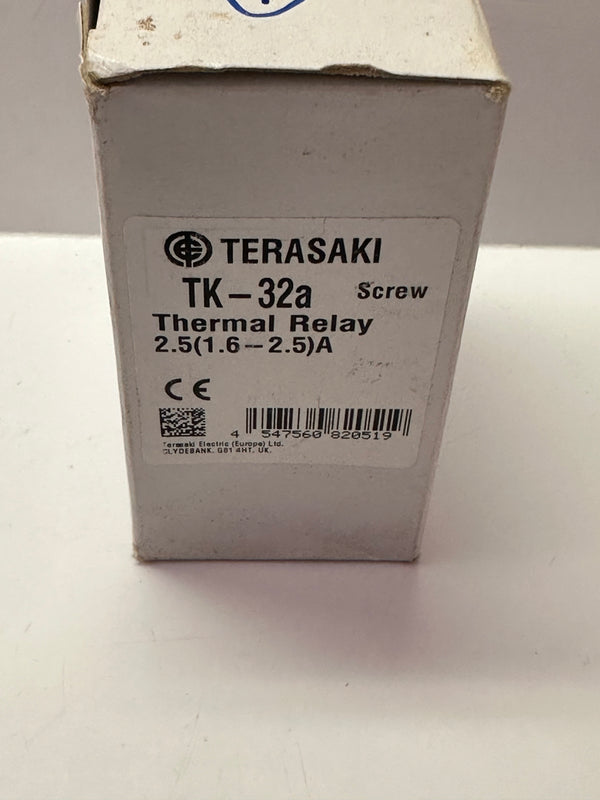 TERASAKI
TK-32a Screw
Thermal Relay
2.5(1.6-2.5)A
CE
4 547560 820519
Terasaki Electric (Europe) Ltd.
CLYDEBANK. G81 4HT, UK.